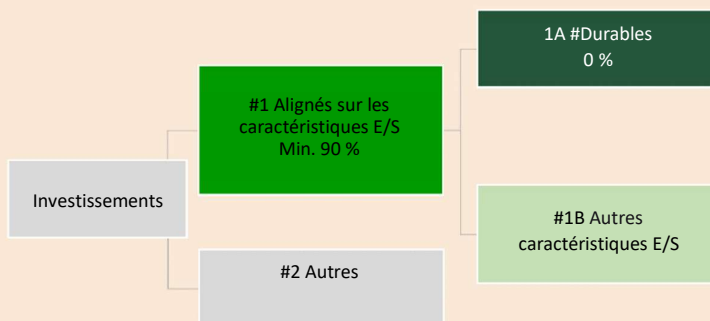 1A #Durables
0 %
#1 Alignés sur les
caractéristiques E/S
Min. 90 %
Investissements
#1B Autres
caractéristiques E/S
#2 Autres